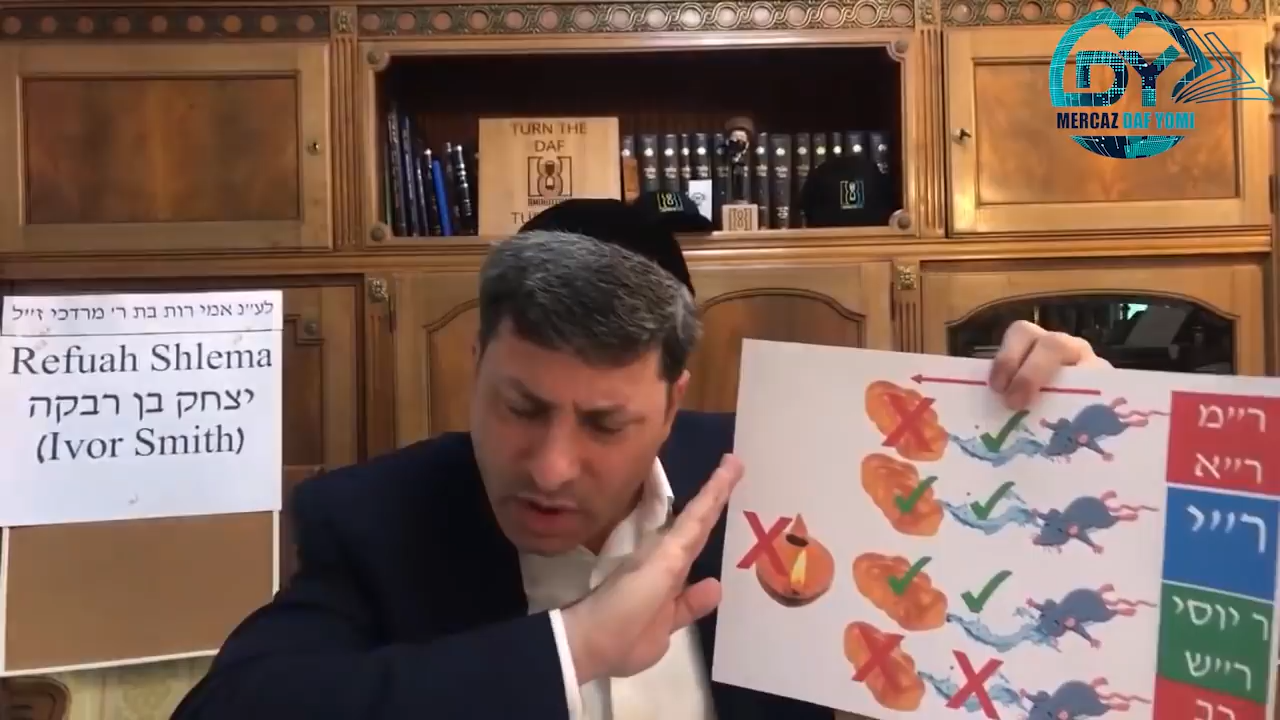 MERCAZ DAF YOMI
TURN THE
DAF
לע״נ אמי רות בת ר׳ מרדכי ז״ל
Refuah Shlema
יצחק בן רבקה
(Ivor Smith)
ר״מ
ר״א
ר״י
ר יוסי
ר״ש
רב